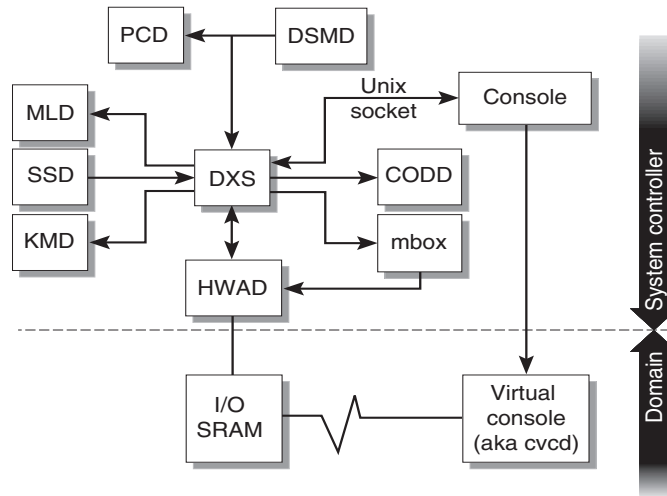 PCD
DSMD
Unix
socket
Console
MLD
SSD
DXS
CODD
KMD
mbox
HWAD
System controller
Domain
I/O
SRAM
Virtual
console
(aka cvcd)